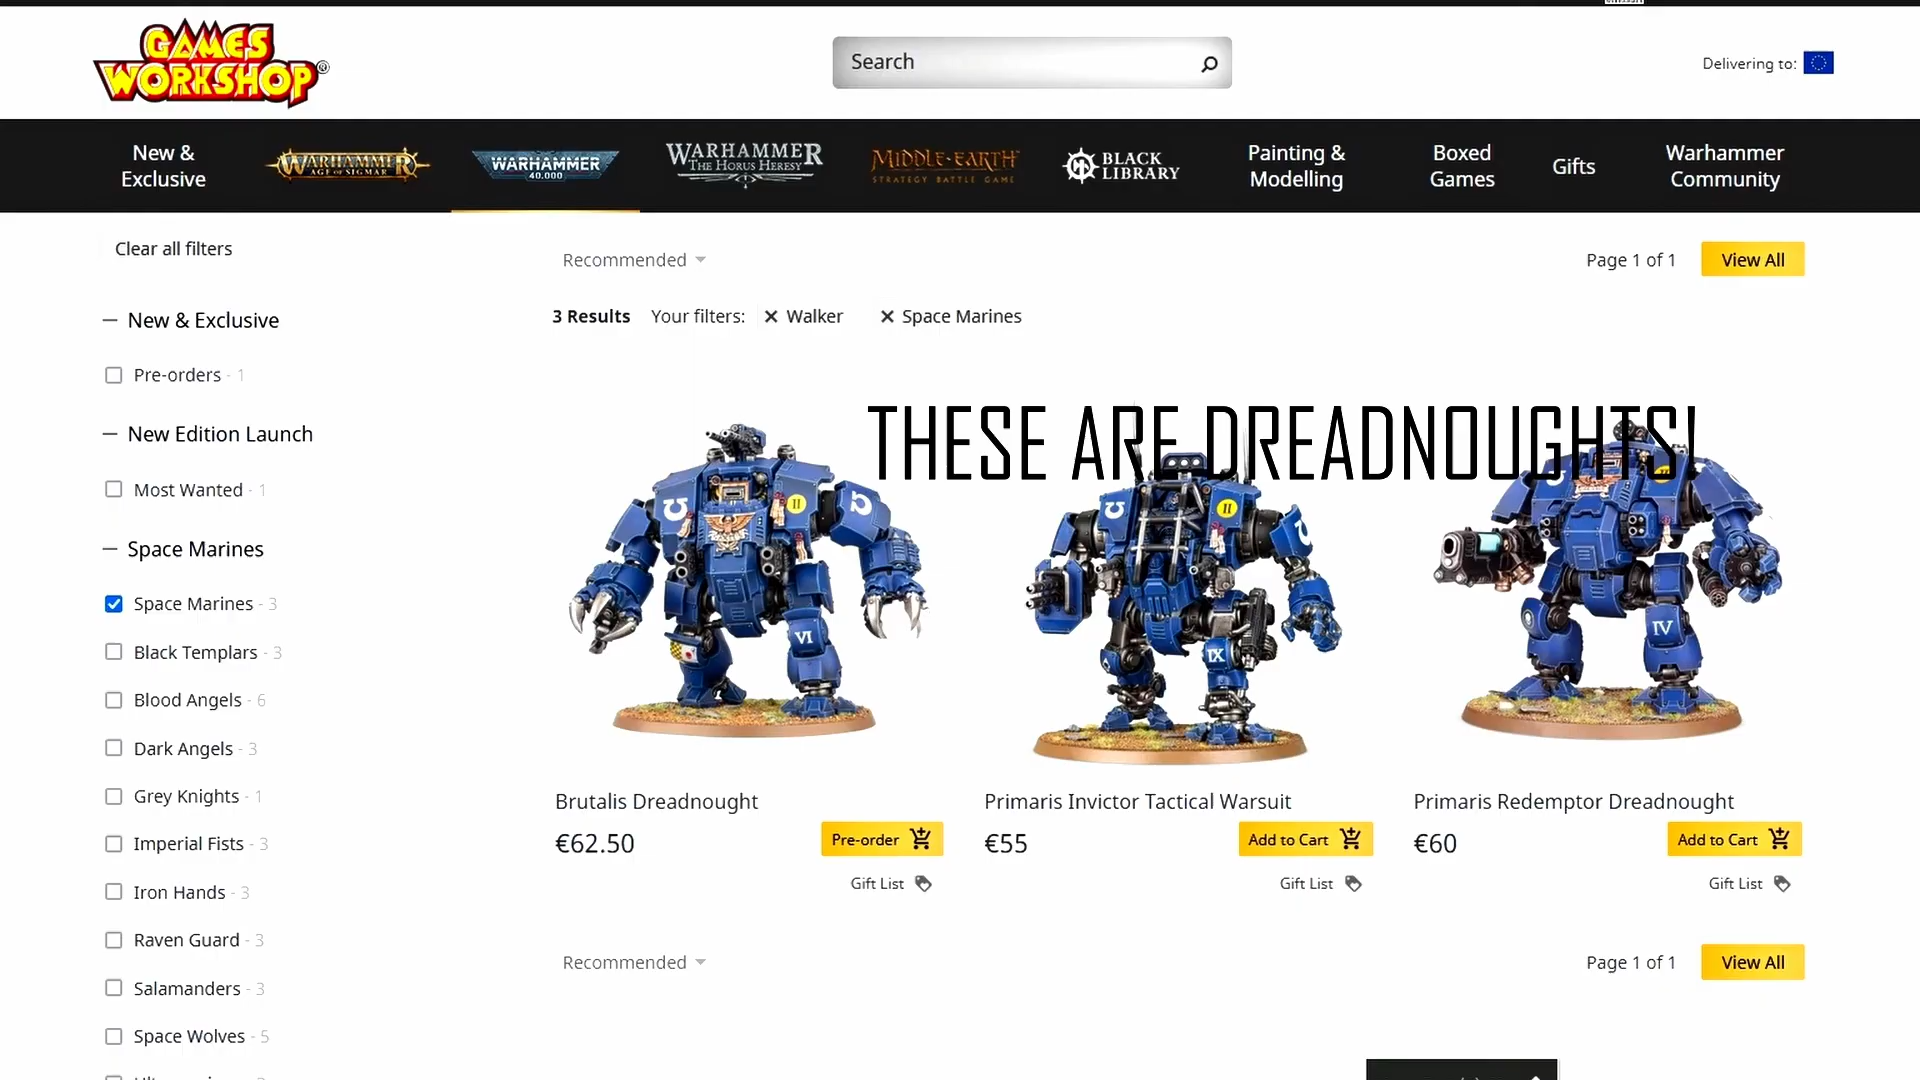 GAMES
WORKSHOP®
Search
Delivering to:
New &
Exclusive
WARHAMMER
AGE OF SIGMAR
WARHAMMER
40,000
WARHAMMER
THE HORUS HERESY
MIDDLE-EARTH
STRATEGY BATTLE GAME
BLACK
LIBRARY
Painting &
Modelling
Boxed
Games
Gifts
Warhammer
Community
Clear all filters
Recommended
Page 1 of 1
View All
New & Exclusive
3 Results Your filters: ✕ Walker ✕ Space Marines
Pre-orders - 1
New Edition Launch
THESE ARE DREADNOUGHTS!
Most Wanted - 1
Space Marines
Space Marines - 3
Black Templars - 3
Blood Angels - 6
Dark Angels - 3
Grey Knights - 1
Imperial Fists - 3
Iron Hands - 3
Raven Guard - 3
Salamanders - 3
Space Wolves - 5
II
VI
II
IX
IV
Brutalis Dreadnought
€62.50
Pre-order
Gift List
Primaris Invictor Tactical Warsuit
€55
Add to Cart
Gift List
Primaris Redemptor Dreadnought
€60
Add to Cart
Gift List
Recommended
Page 1 of 1
View All